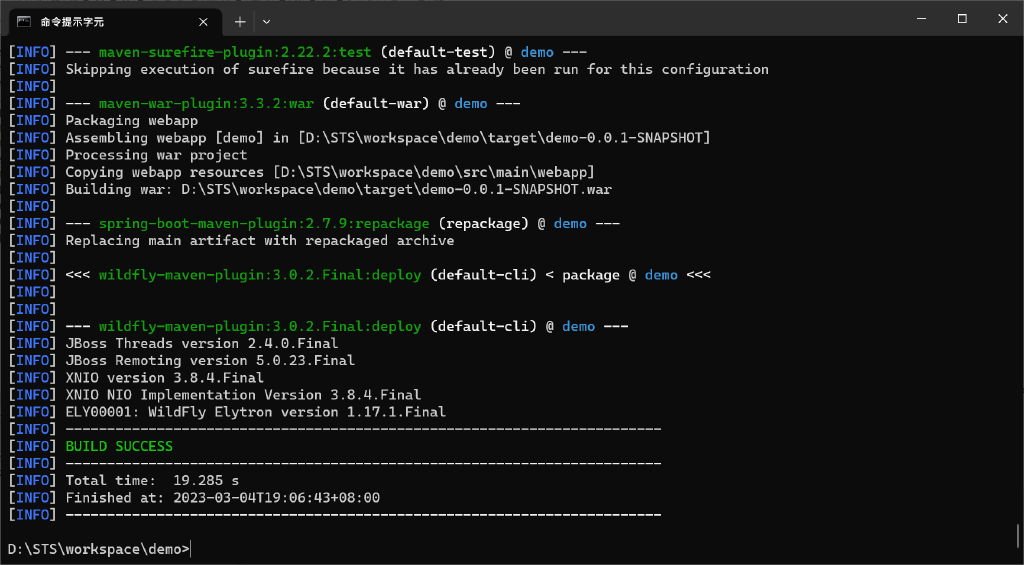 命令提示字元
[INFO] --- maven-surefire-plugin:2.22.2:test (default-test) @ demo ---
[INFO] Skipping execution of surefire because it has already been run for this configuration
[INFO]
[INFO] --- maven-war-plugin:3.3.2:war (default-war) @ demo ---
[INFO] Packaging webapp
[INFO] Assembling webapp [demo] in [D:\STS\workspace\demo\target\demo-0.0.1-SNAPSHOT]
[INFO] Processing war project
[INFO] Copying webapp resources [D:\STS\workspace\demo\src\main\webapp]
[INFO] Building war: D:\STS\workspace\demo\target\demo-0.0.1-SNAPSHOT.war
[INFO]
[INFO] --- spring-boot-maven-plugin:2.7.9:repackage (repackage) @ demo ---
[INFO] Replacing main artifact with repackaged archive
[INFO]
[INFO] <<< wildfly-maven-plugin:3.0.2.Final:deploy (default-cli) < package @ demo <<<
[INFO]
[INFO]
[INFO] --- wildfly-maven-plugin:3.0.2.Final:deploy (default-cli) @ demo ---
[INFO] JBoss Threads version 2.4.0.Final
[INFO] JBoss Remoting version 5.0.23.Final
[INFO] XNIO version 3.8.4.Final
[INFO] XNIO NIO Implementation Version 3.8.4.Final
[INFO] ELY00001: WildFly Elytron version 1.17.1.Final
[INFO] ------------------------------------------------------------------------
[INFO] BUILD SUCCESS
[INFO] ------------------------------------------------------------------------
[INFO] Total time:  19.285 s
[INFO] Finished at: 2023-03-04T19:06:43+08:00
[INFO] ------------------------------------------------------------------------
D:\STS\workspace\demo>